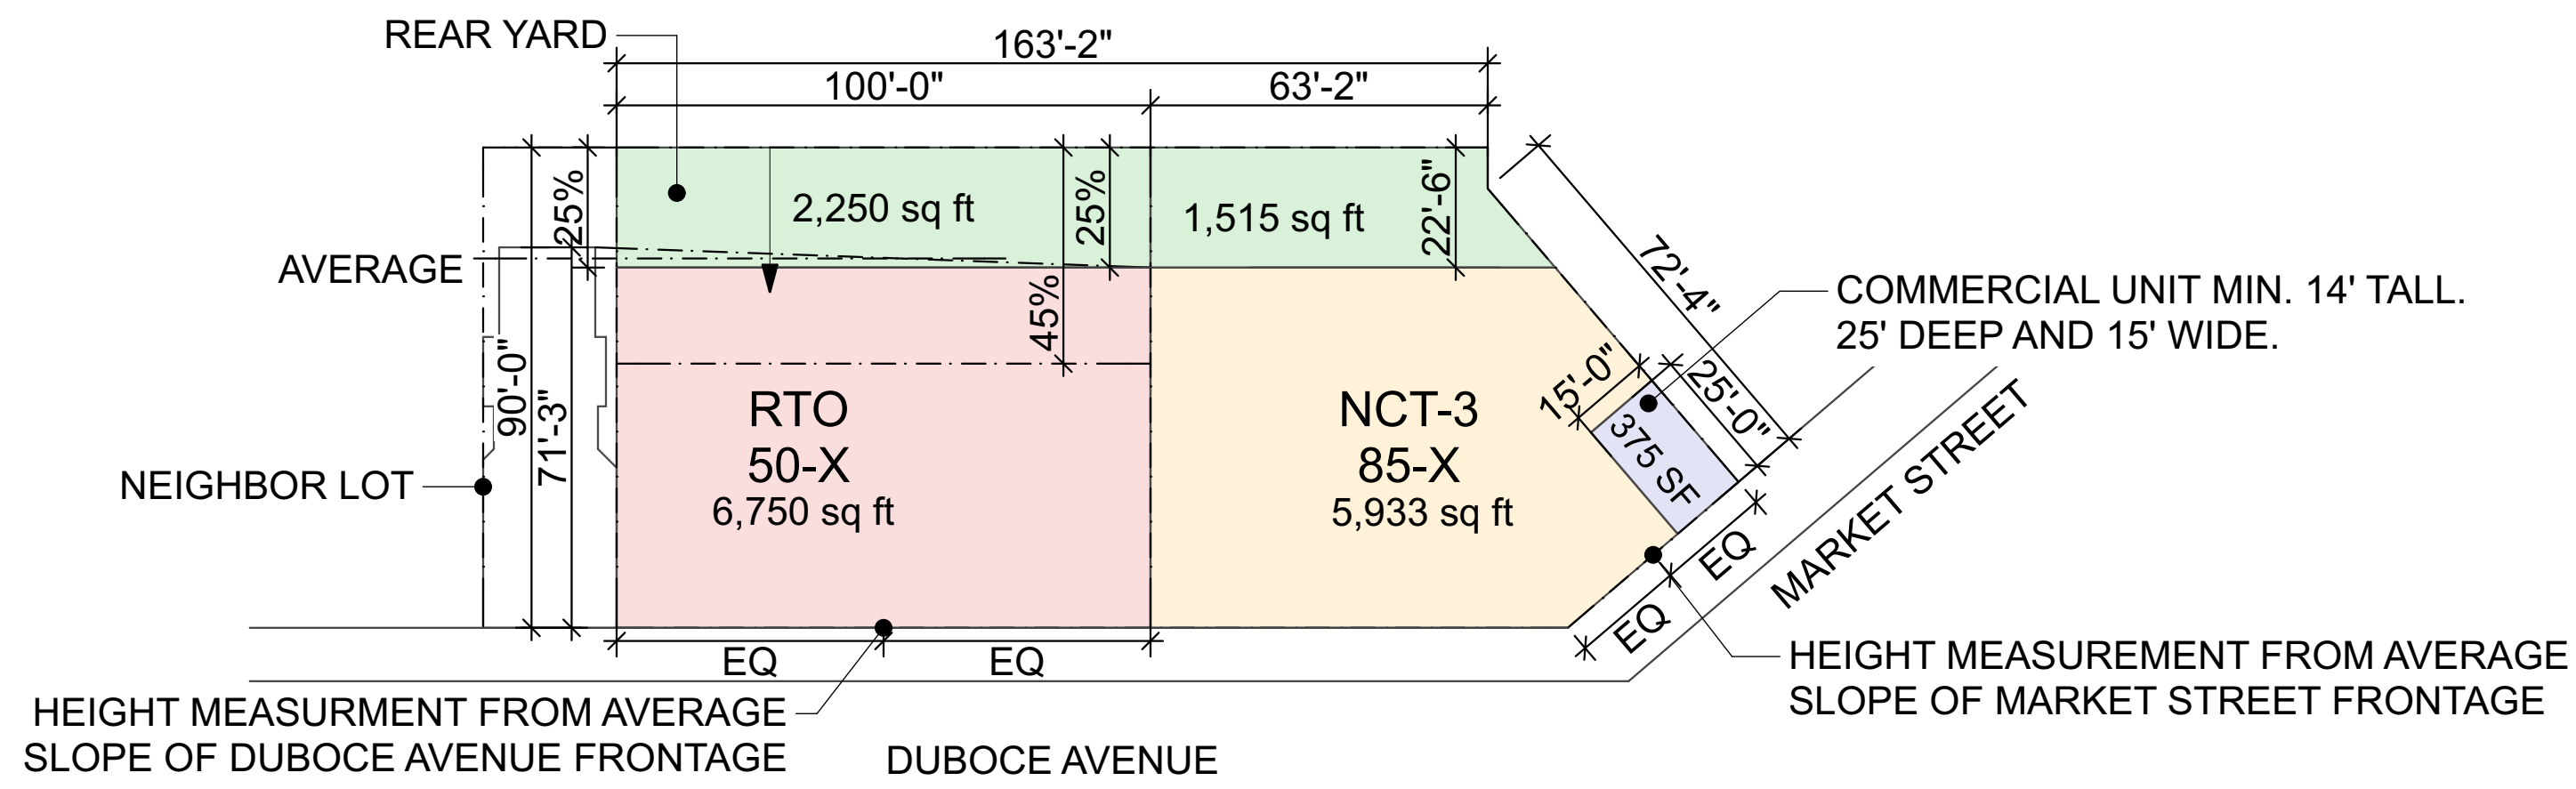 REAR YARD
163'-2"
100'-0"
63'-2"
25%
2,250 sq ft
25%
1,515 sq ft
22'-6"
AVERAGE
72'-4"
COMMERCIAL UNIT MIN. 14' TALL.
25' DEEP AND 15' WIDE.
45%
90'-0"
71'-3"
RTO
50-X
6,750 sq ft
NCT-3
85-X
5,933 sq ft
15'-0"
25'-0"
375 SF
NEIGHBOR LOT
MARKET STREET
EQ
EQ
EQ
EQ
HEIGHT MEASUREMENT FROM AVERAGE
SLOPE OF MARKET STREET FRONTAGE
HEIGHT MEASURMENT FROM AVERAGE
SLOPE OF DUBOCE AVENUE FRONTAGE
DUBOCE AVENUE